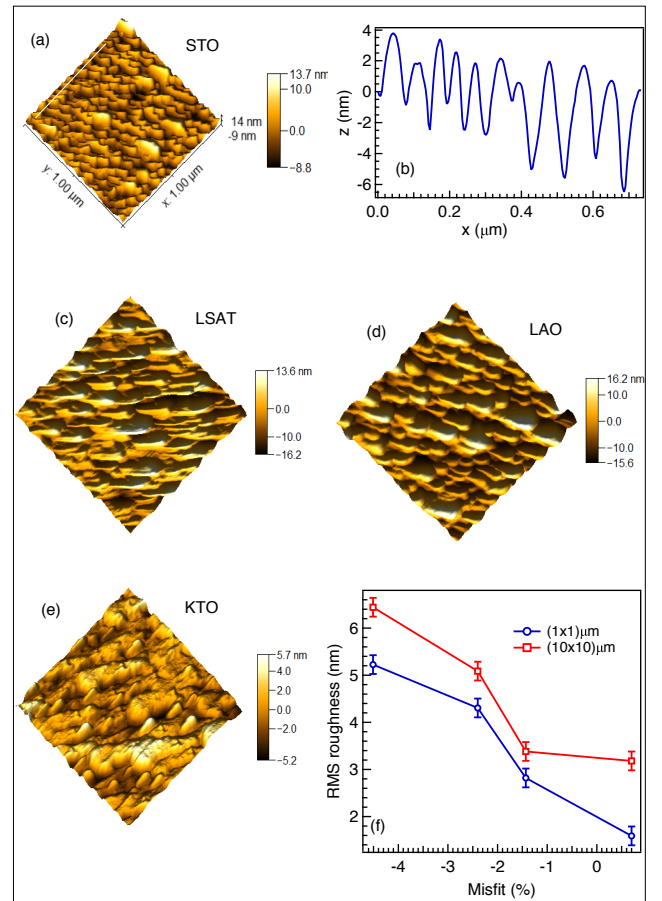 (a)
STO
13.7 nm
10.0
0.0
−8.8
14 nm
-9 nm
y: 1.00 µm
x: 1.00 µm
4
2
0
-2
-4
-6
z (nm)
(b)
0.0
0.2
0.4
0.6
x (µm)
(c)
LSAT
13.6 nm
0.0
−10.0
−16.2
(d)
LAO
16.2 nm
10.0
0.0
−10.0
−15.6
(e)
KTO
5.7 nm
4.0
2.0
0.0
−2.0
−5.2
6
5
4
3
2
RMS roughness (nm)
(1x1)µm
(10x10)µm
(f)
-4
-3
-2
-1
0
Misfit (%)